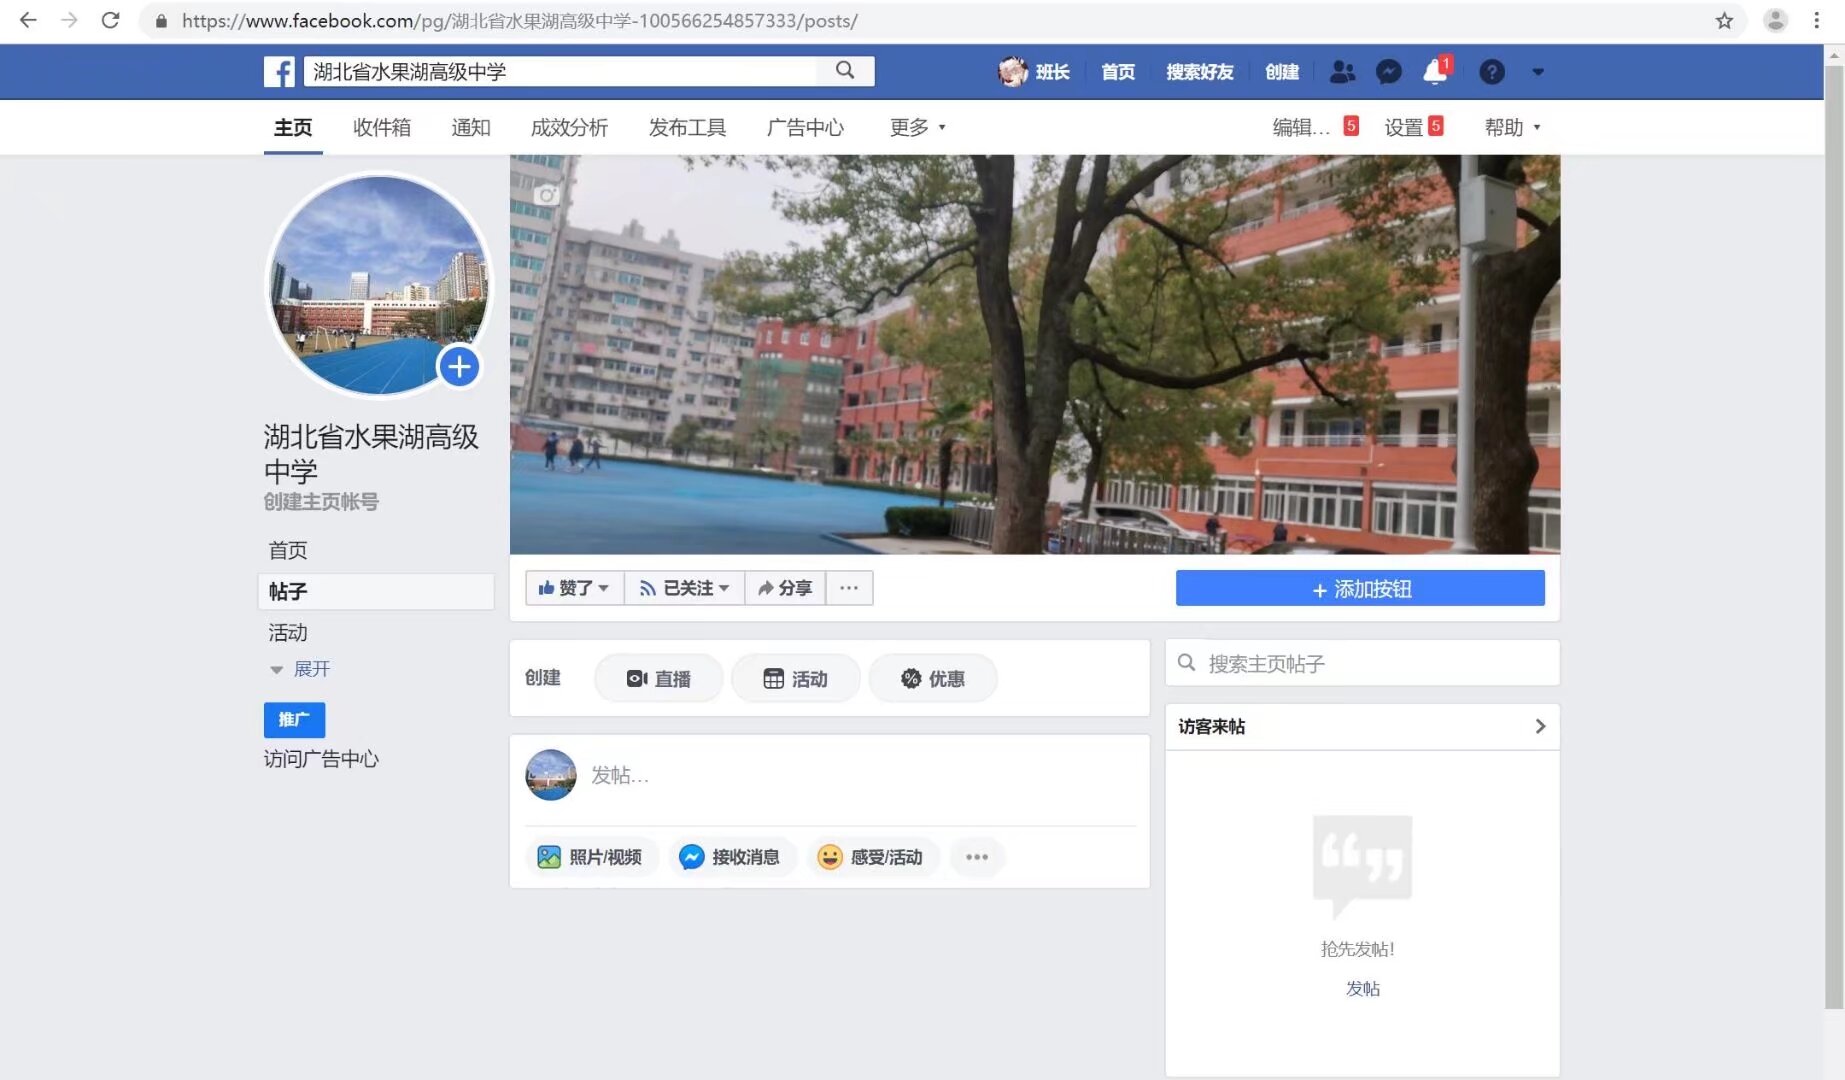 https://www.facebook.com/pg/湖北省水果湖高级中学-100566254857333/posts/
湖北省水果湖高级中学
班长 首页 搜索好友 创建 1
主页 收件箱 通知 成效分析 发布工具 广告中心 更多 编辑... 5 设置 5 帮助
湖北省水果湖高级
中学
创建主页帐号
首页
帖子
活动
展开
推广
访问广告中心
赞了 已关注 分享 ...
+ 添加按钮
创建 直播 活动 优惠
发帖...
照片/视频 接收消息 感受/活动 ...
搜索主页帖子
访客来帖
抢先发帖!
发帖